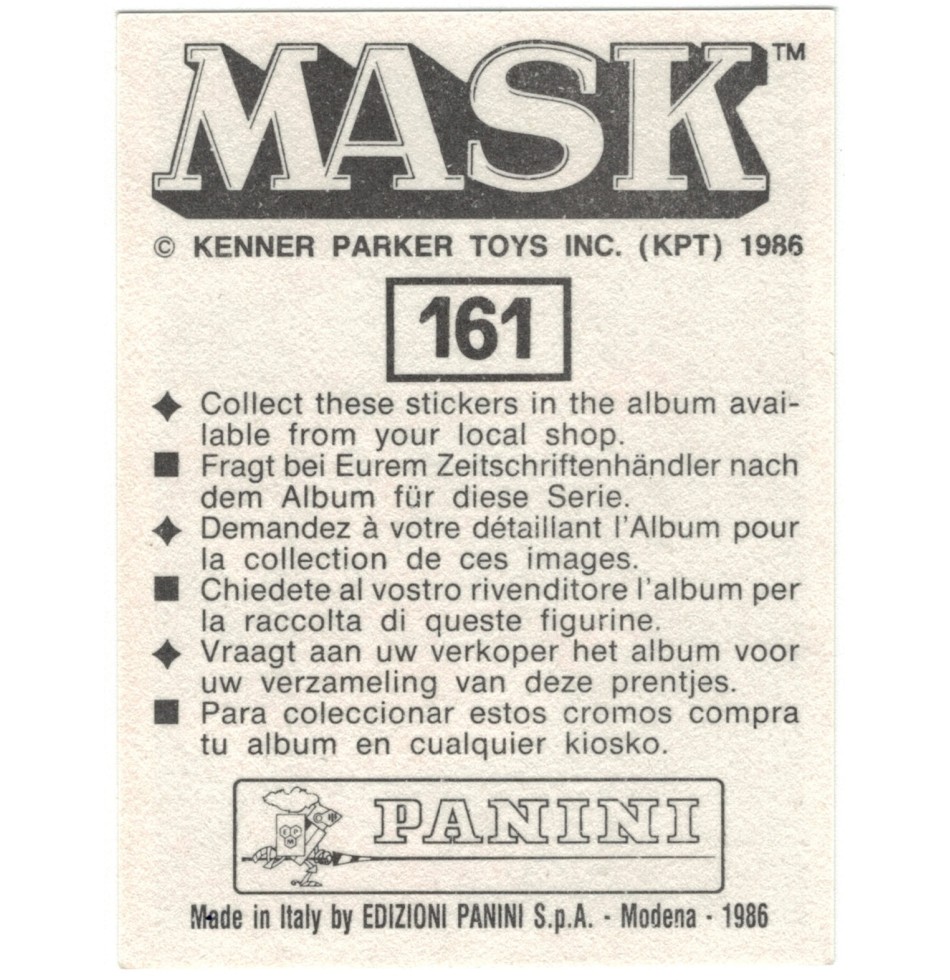 MASK™
© KENNER PARKER TOYS INC. (KPT) 1986
161
Collect these stickers in the album avai-
lable from your local shop.
Fragt bei Eurem Zeitschriftenhändler nach
dem Album für diese Serie.
Demandez à votre détaillant l'Album pour
la collection de ces images.
Chiedete al vostro rivenditore l'album per
la raccolta di queste figurine.
Vraagt aan uw verkoper het album voor
uw verzameling van deze prentjes.
Para coleccionar estos cromos compra
tu album en cualquier kiosko.
PANINI
Made in Italy by EDIZIONI PANINI S.p.A. - Modena - 1986